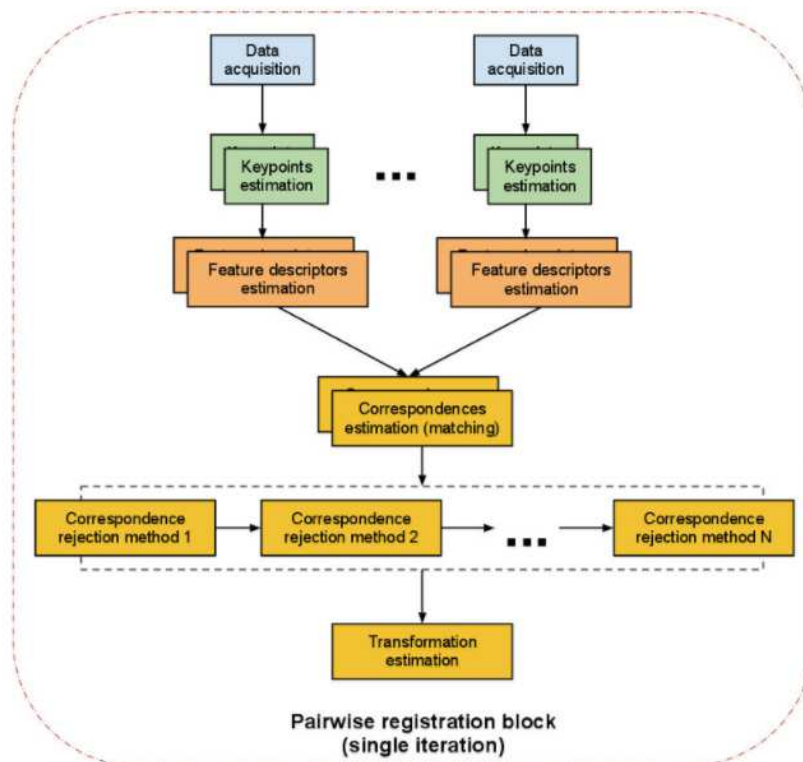 Data
acquisition
Data
acquisition
Keypoints
estimation
Keypoints
estimation
Feature descriptors
estimation
Feature descriptors
estimation
Correspondences
estimation (matching)
Correspondence
rejection method 1
Correspondence
rejection method 2
Correspondence
rejection method N
Transformation
estimation
Pairwise registration block
(single iteration)